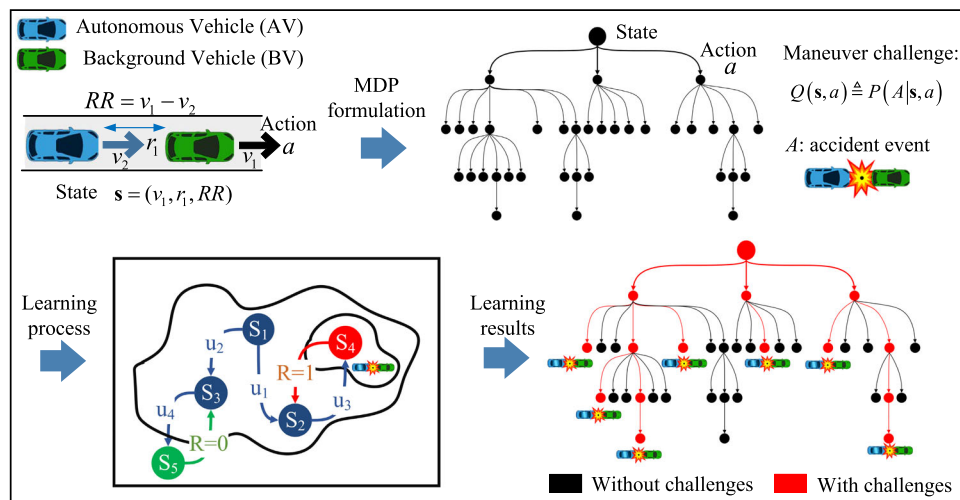 Autonomous Vehicle (AV)
Background Vehicle (BV)
RR = v₁ − v₂
Action
a
v₂
r₁
v₁
State s = (v₁, r₁, RR)
MDP
formulation
State
Action
a
Maneuver challenge:
Q(s, a) ≜ P(A|s, a)
A: accident event
Learning
process
S₁
S₄
u₂
R=1
S₃
u₁
u₃
S₂
u₄
R=0
S₅
Learning
results
Without challenges
With challenges